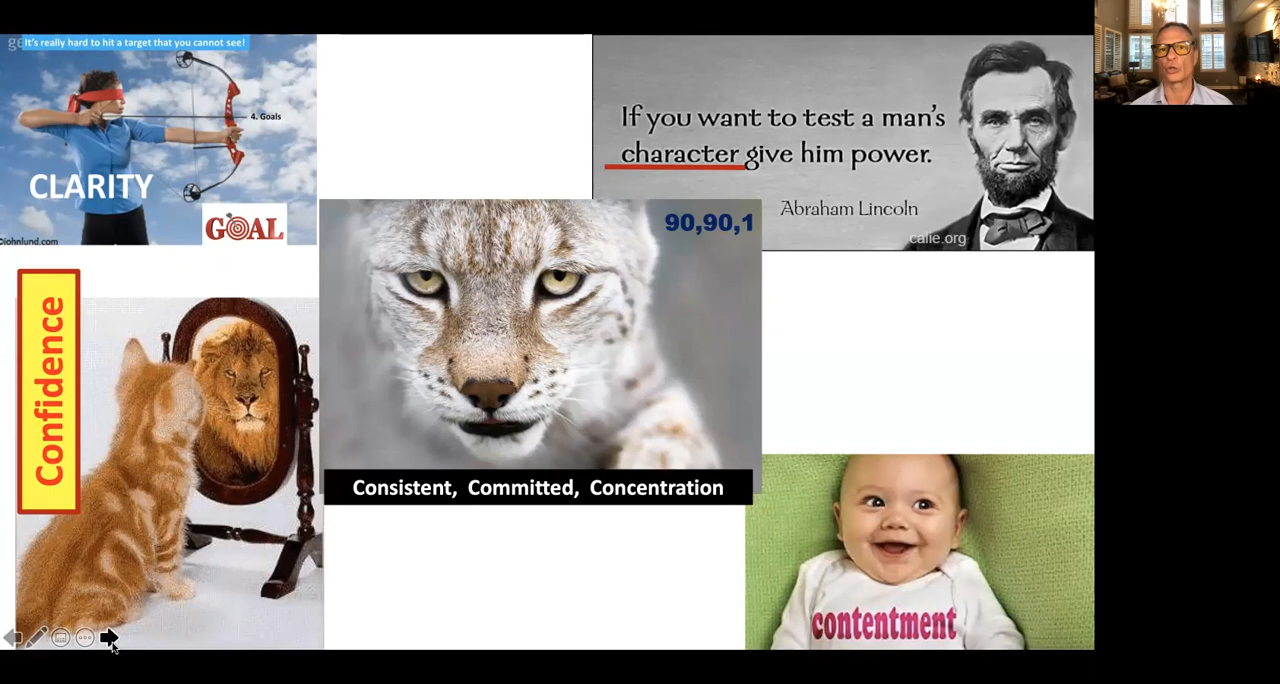 It's really hard to hit a target that you cannot see!
4. Goals
CLARITY
GOAL
©johnlund.com
If you want to test a man's
character give him power.
Abraham Lincoln
calie.org
90,90,1
Consistent, Committed, Concentration
Confidence
contentment